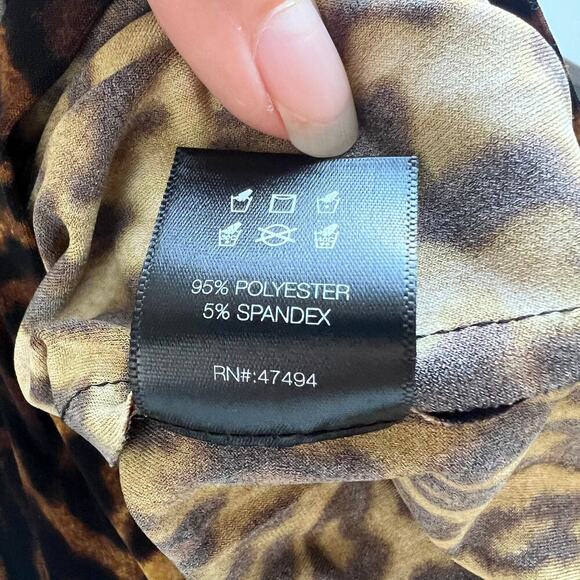 95% POLYESTER
5% SPANDEX
RN#:47494